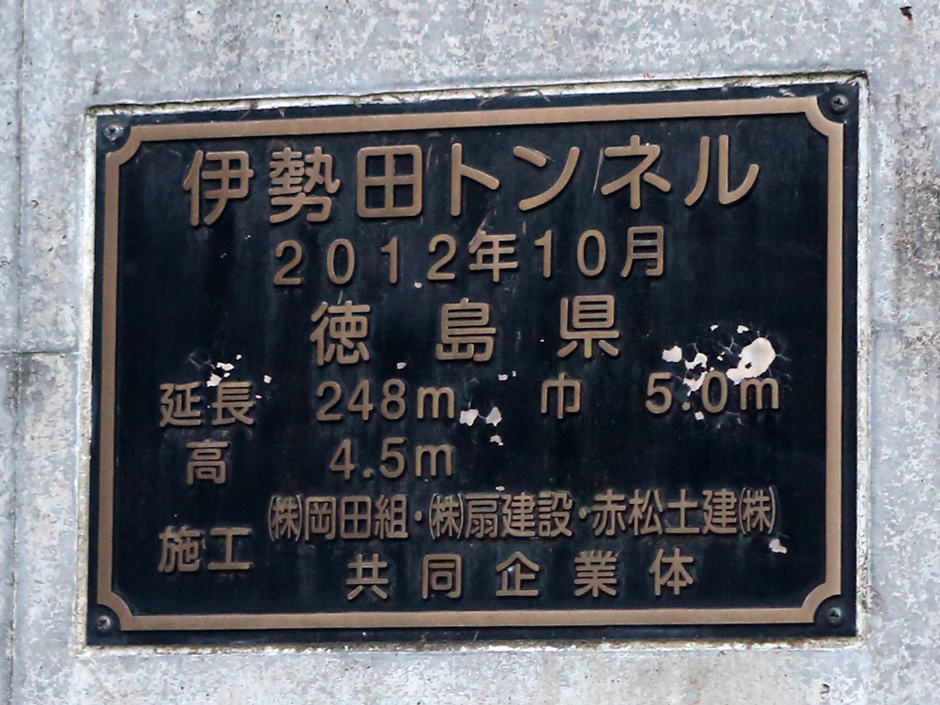 伊勢田トンネル
2012年10月
徳島県
延長 248m 巾 5.0m
高 4.5m
施工 ㈱岡田組・㈱扇建設・赤松土建㈱
共同企業体